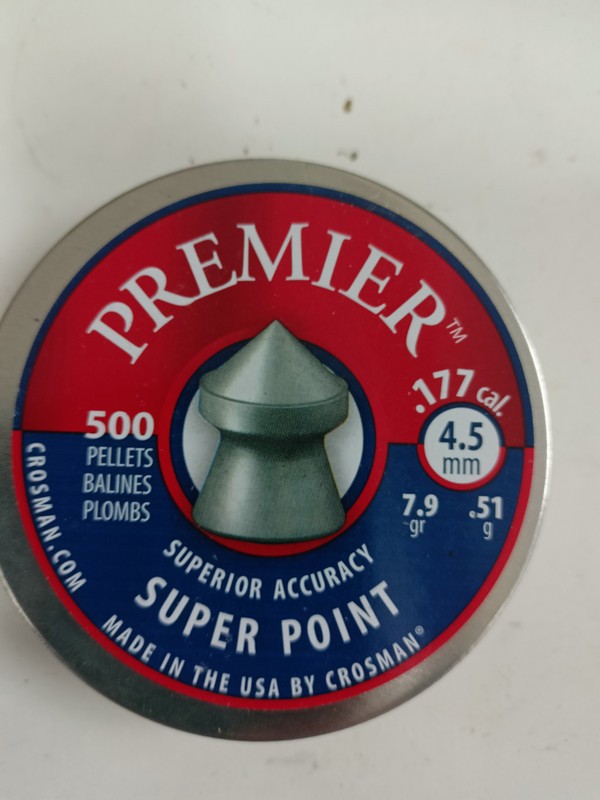 PREMIER™
.177 cal.
4.5
mm
500
PELLETS
BALINES
PLOMBS
7.9
gr
.51
g
CROSMAN.COM
SUPERIOR ACCURACY
SUPER POINT
MADE IN THE USA BY CROSMAN®